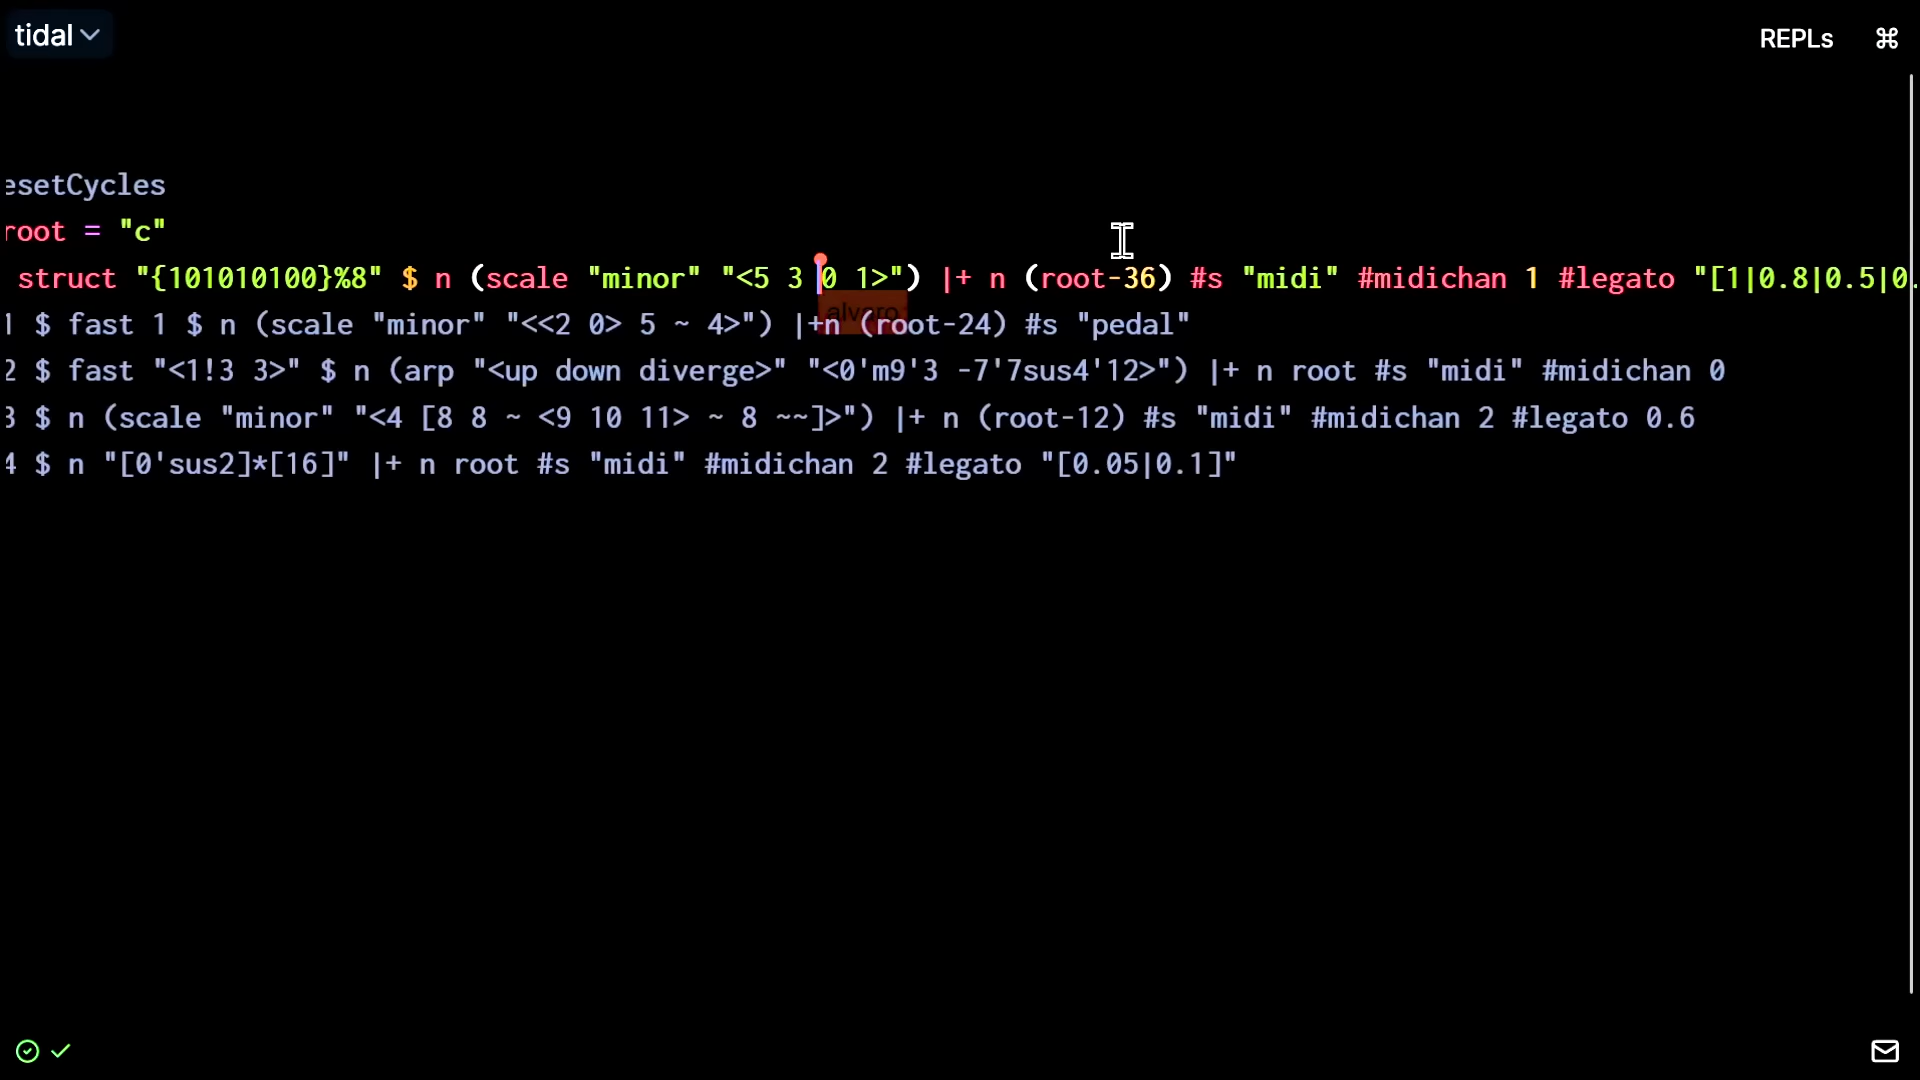 tidal
REPLs ⌘
esetCycles
root = "c"
struct "{101010100}%8" $ n (scale "minor" "<5 3 0 1>") |+ n (root-36) #s "midi" #midichan 1 #legato "[1|0.8|0.5|0.
1 $ fast 1 $ n (scale "minor" "<<2 0> 5 ~ 4>") |+n (root-24) #s "pedal"
alvaro
2 $ fast "<1!3 3>" $ n (arp "<up down diverge>" "<0'm9'3 -7'7sus4'12>") |+ n root #s "midi" #midichan 0
3 $ n (scale "minor" "<4 [8 8 ~ <9 10 11> ~ 8 ~~]>") |+ n (root-12) #s "midi" #midichan 2 #legato 0.6
4 $ n "[0'sus2]*[16]" |+ n root #s "midi" #midichan 2 #legato "[0.05|0.1]"